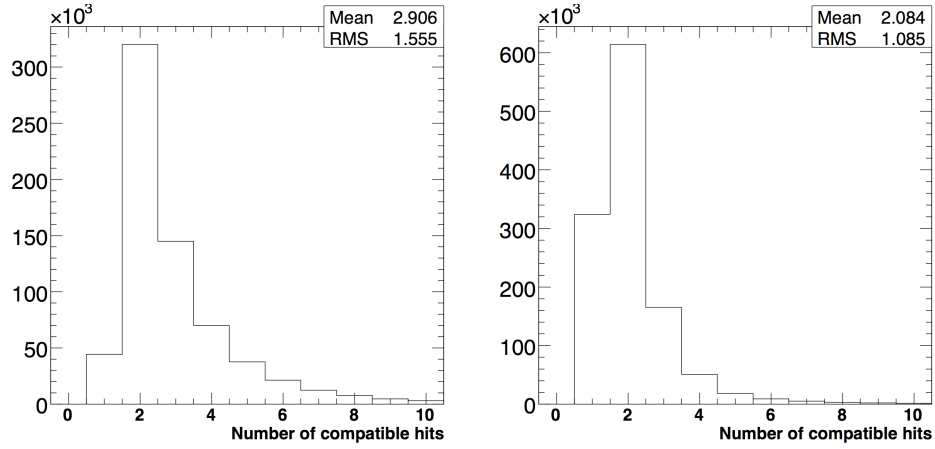 ×10³
Mean 2.906
RMS 1.555
300
250
200
150
100
50
0
0 2 4 6 8 10
Number of compatible hits
×10³
Mean 2.084
RMS 1.085
600
500
400
300
200
100
0
0 2 4 6 8 10
Number of compatible hits